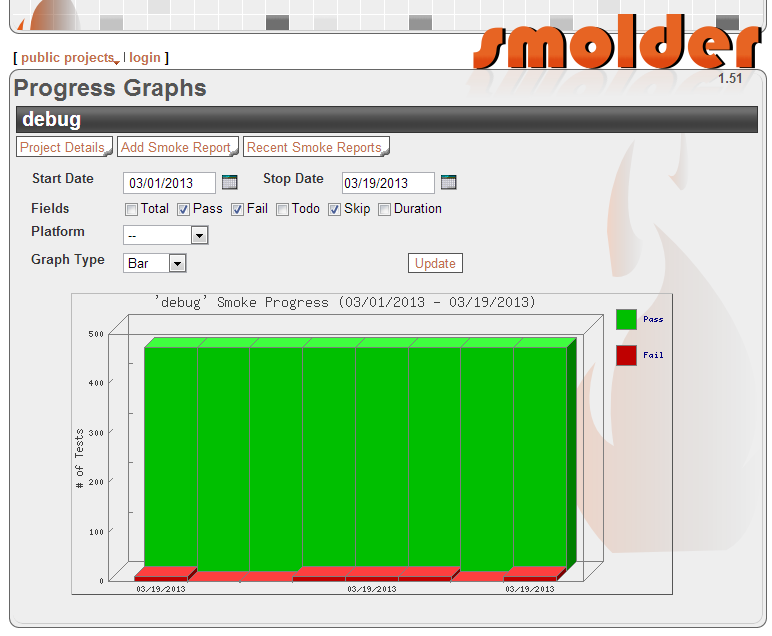 smolder
[ public projects | login ]
1.51
Progress Graphs
debug
Project Details Add Smoke Report Recent Smoke Reports
Start Date 03/01/2013 Stop Date 03/19/2013
Fields Total Pass Fail Todo Skip Duration
Platform --
Graph Type Bar Update
'debug' Smoke Progress (03/01/2013 - 03/19/2013)
Pass
Fail
# of Tests
500
400
300
200
100
0
03/19/2013 03/19/2013 03/19/2013